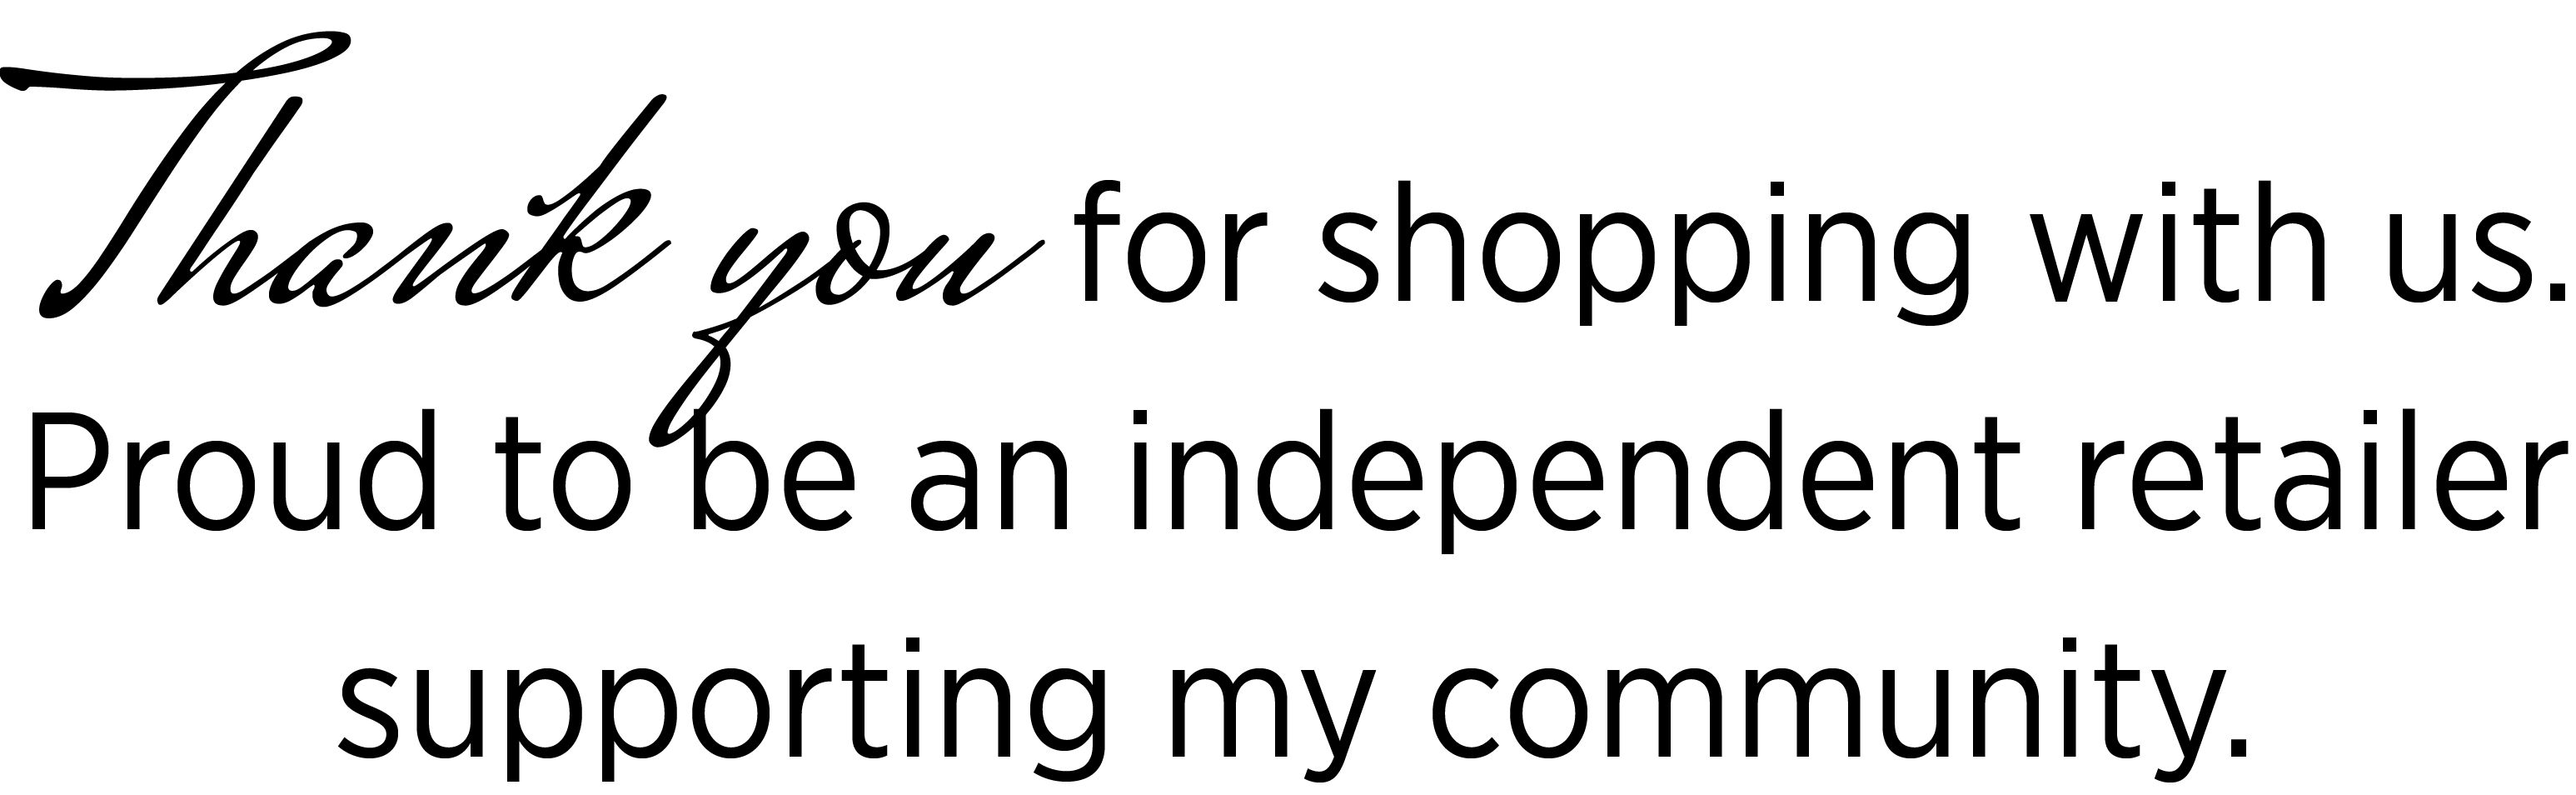 Thank you for shopping with us.
Proud to be an independent retailer
supporting my community.